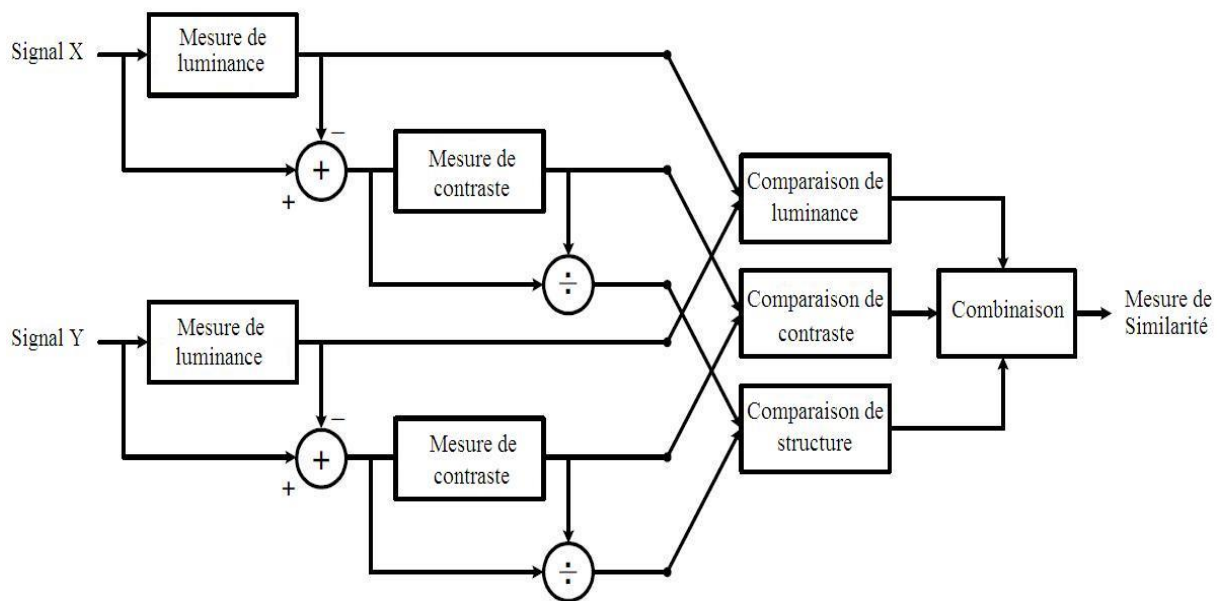 Signal X
Mesure de
luminance
−
+
+
Mesure de
contraste
÷
Signal Y
Mesure de
luminance
−
+
+
Mesure de
contraste
÷
Comparaison de
luminance
Comparaison de
contraste
Comparaison de
structure
Combinaison
Mesure de
Similarité